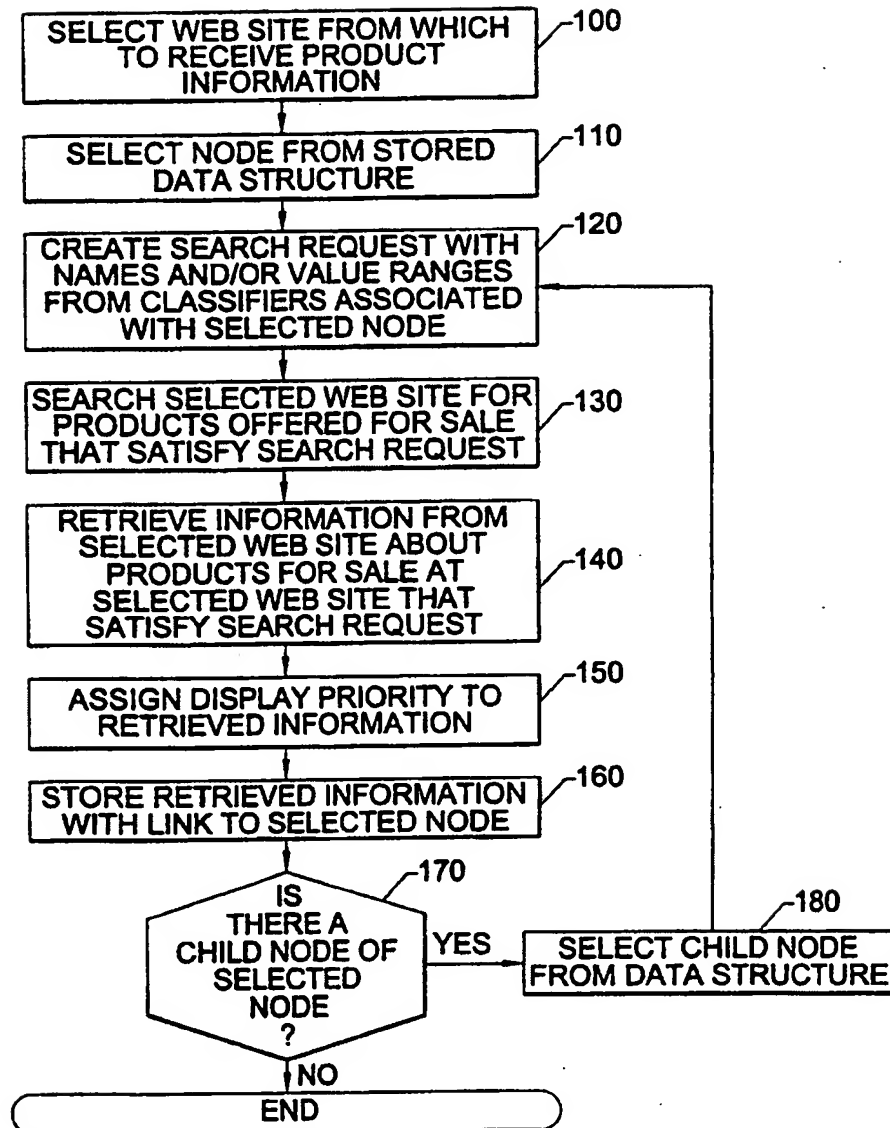 SELECT WEB SITE FROM WHICH
TO RECEIVE PRODUCT
INFORMATION
100
SELECT NODE FROM STORED
DATA STRUCTURE
110
CREATE SEARCH REQUEST WITH
NAMES AND/OR VALUE RANGES
FROM CLASSIFIERS ASSOCIATED
WITH SELECTED NODE
120
SEARCH SELECTED WEB SITE FOR
PRODUCTS OFFERED FOR SALE
THAT SATISFY SEARCH REQUEST
130
RETRIEVE INFORMATION FROM
SELECTED WEB SITE ABOUT
PRODUCTS FOR SALE AT
SELECTED WEB SITE THAT
SATISFY SEARCH REQUEST
140
ASSIGN DISPLAY PRIORITY TO
RETRIEVED INFORMATION
150
STORE RETRIEVED INFORMATION
WITH LINK TO SELECTED NODE
160
IS
THERE A
CHILD NODE OF
SELECTED
NODE
?
170
YES
SELECT CHILD NODE
FROM DATA STRUCTURE
180
NO
END